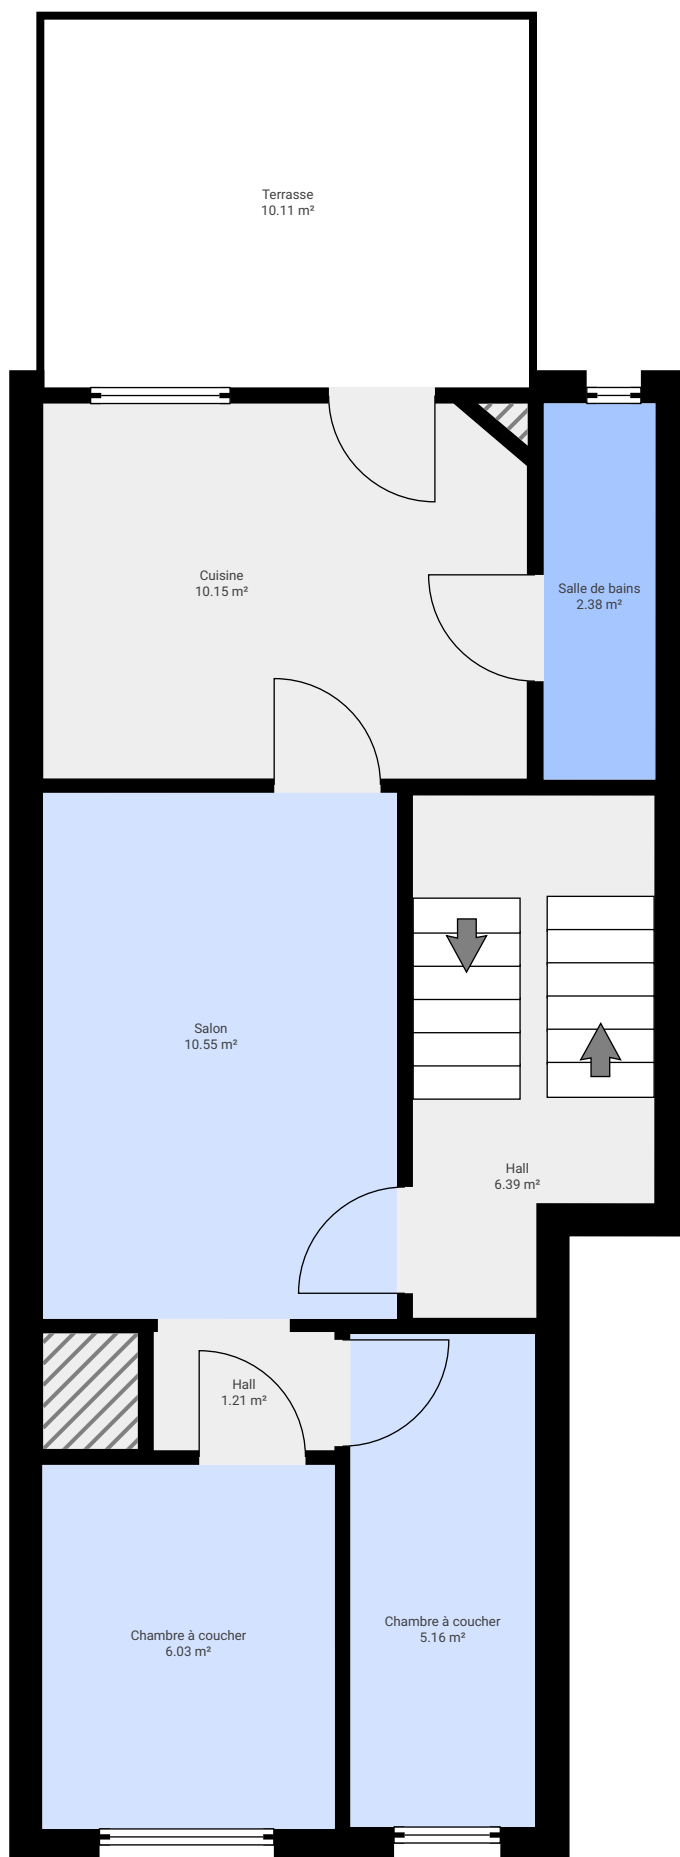 Terrasse
10.11 m²
Cuisine
10.15 m²
Salle de bains
2.38 m²
Salon
10.55 m²
Hall
6.39 m²
Hall
1.21 m²
Chambre à coucher
6.03 m²
Chambre à coucher
5.16 m²